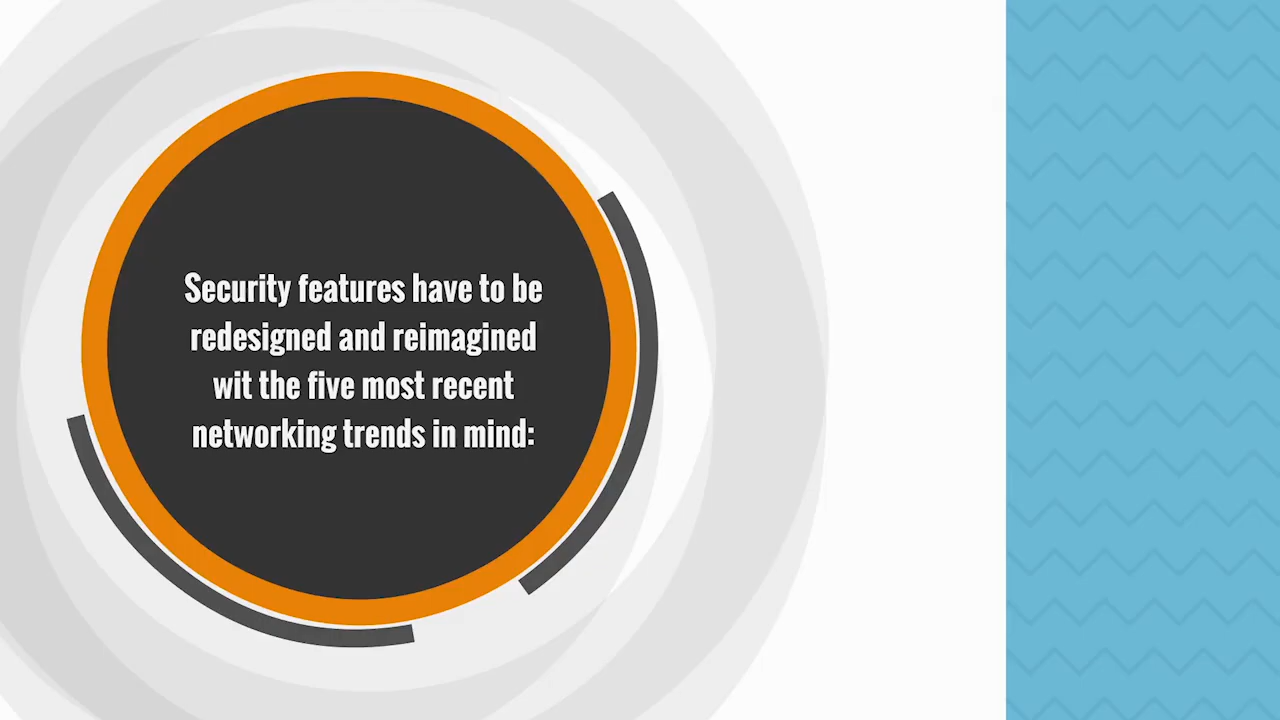 Security features have to be
redesigned and reimagined
wit the five most recent
networking trends in mind: